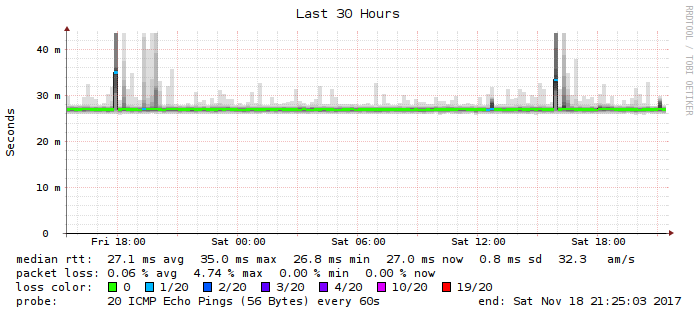 Last 30 Hours
RRDTOOL / TOBI OETIKER
Seconds
40 m
30 m
20 m
10 m
0
Fri 18:00 Sat 00:00 Sat 06:00 Sat 12:00 Sat 18:00
median rtt: 27.1 ms avg 35.0 ms max 26.8 ms min 27.0 ms now 0.8 ms sd 32.3 am/s
packet loss: 0.06 % avg 4.74 % max 0.00 % min 0.00 % now
loss color: 0 1/20 2/20 3/20 4/20 10/20 19/20
probe: 20 ICMP Echo Pings (56 Bytes) every 60s end: Sat Nov 18 21:25:03 2017